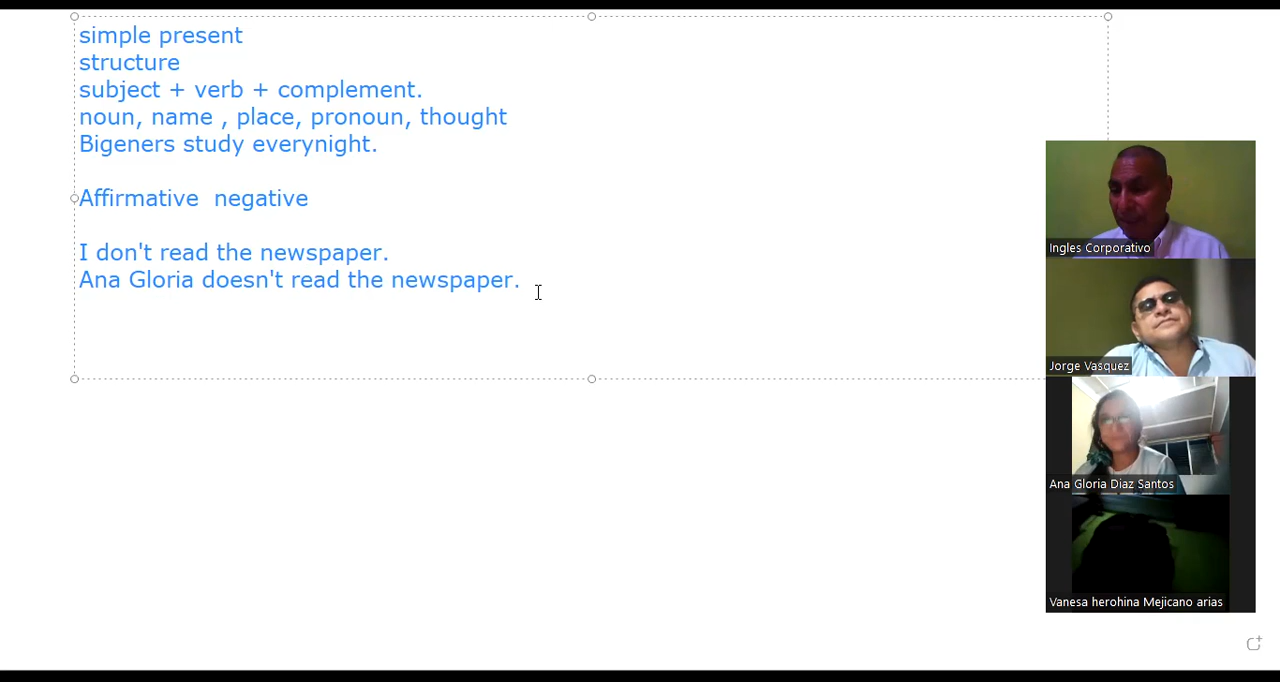 simple present
structure
subject + verb + complement.
noun, name , place, pronoun, thought
Bigeners study everynight.
Affirmative  negative
I don't read the newspaper.
Ana Gloria doesn't read the newspaper.
Ingles Corporativo
Jorge Vasquez
Ana Gloria Diaz Santos
Vanesa herohina Mejicano arias